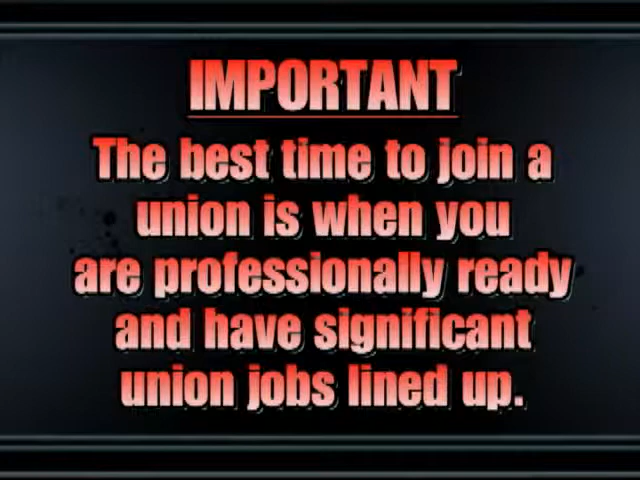 IMPORTANT
The best time to join a
union is when you
are professionally ready
and have significant
union jobs lined up.